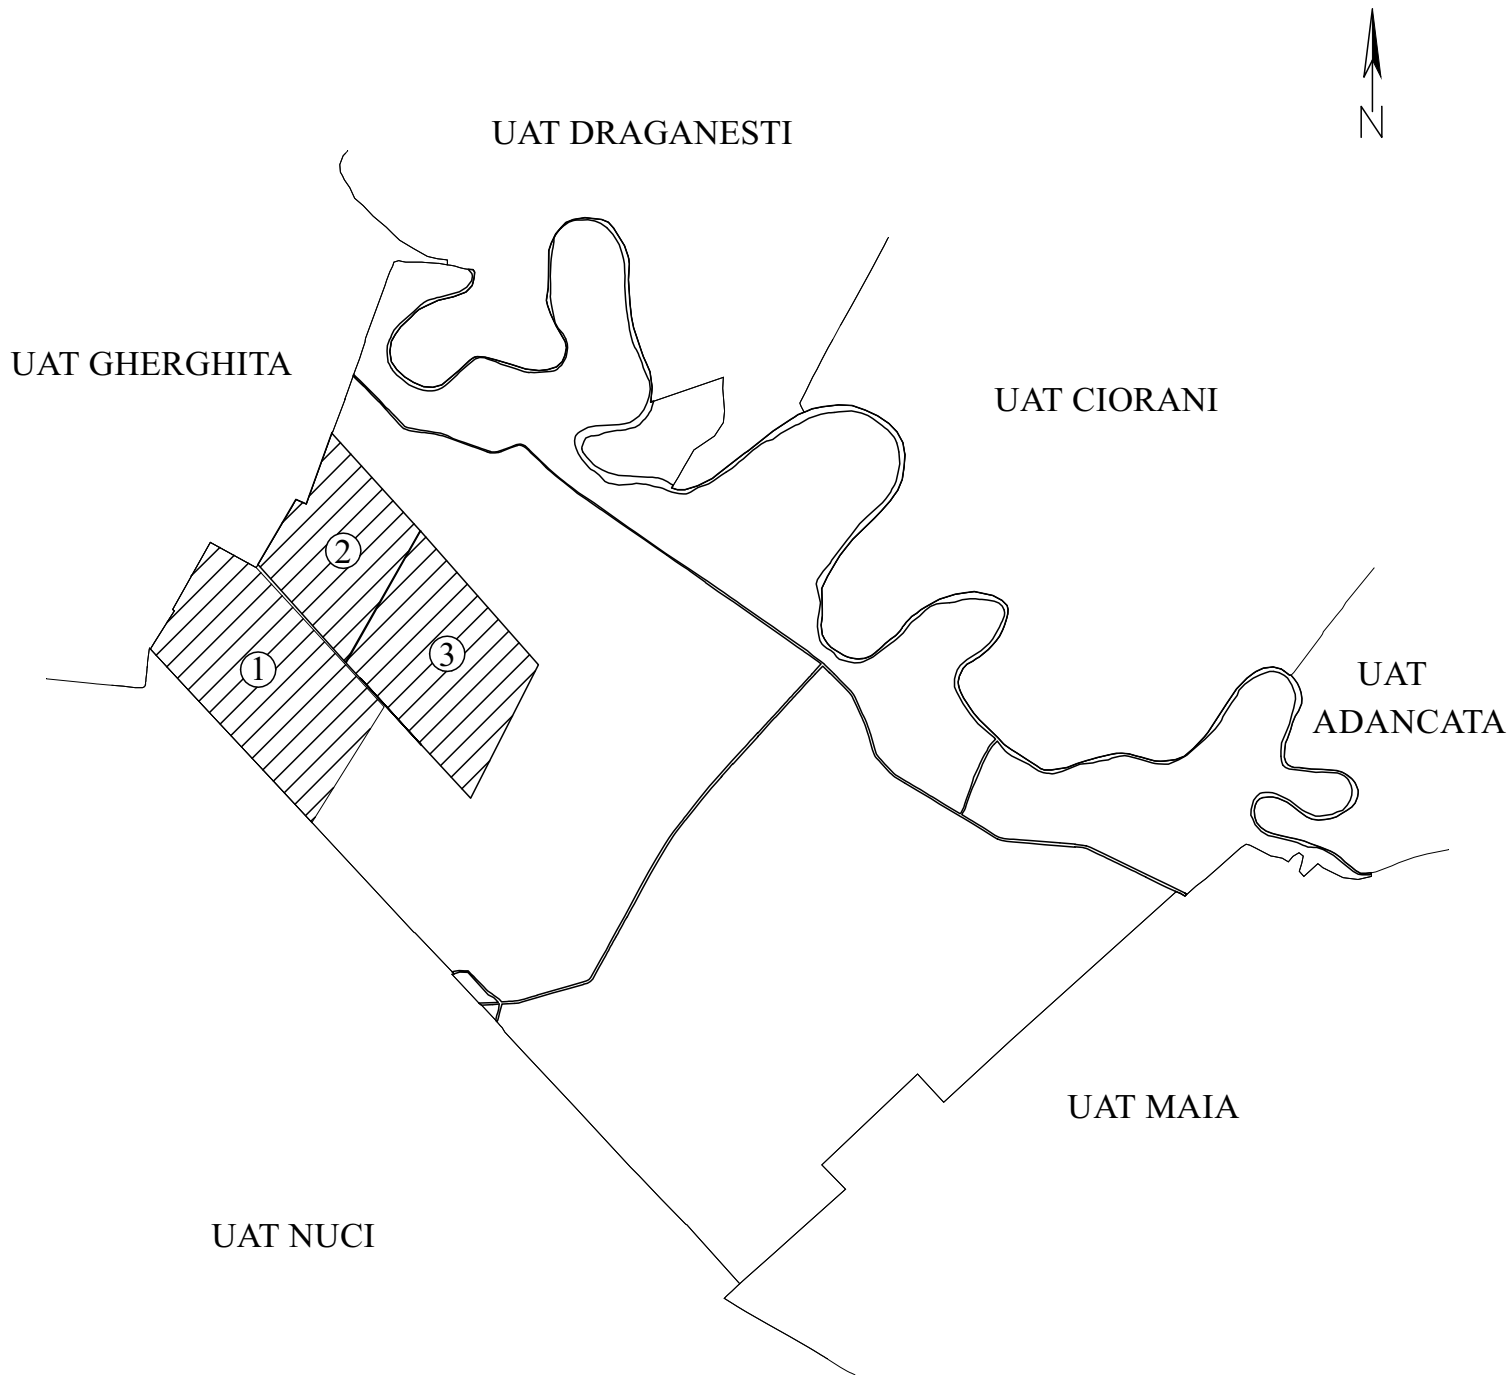 N
UAT DRAGANESTI
UAT GHERGHITA
UAT CIORANI
2
3
1
UAT
ADANCATA
UAT MAIA
UAT NUCI